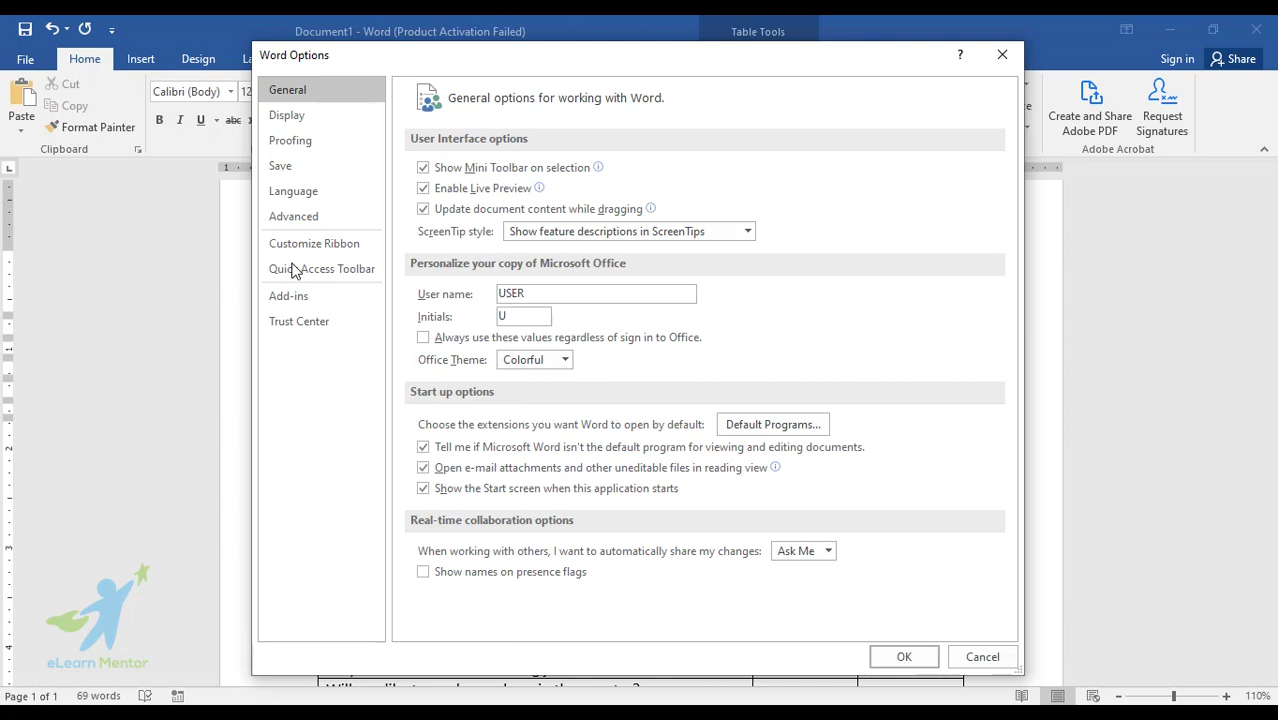 Document1 - Word (Product Activation Failed)
Table Tools
File
Home
Insert
Design
Sign in
Share
Paste
Cut
Copy
Format Painter
Clipboard
Calibri (Body)
12
B I U abc
Create and Share
Adobe PDF
Request
Signatures
Adobe Acrobat
Word Options
?
General
Display
Proofing
Save
Language
Advanced
Customize Ribbon
Quick Access Toolbar
Add-ins
Trust Center
General options for working with Word.
User Interface options
Show Mini Toolbar on selection
Enable Live Preview
Update document content while dragging
ScreenTip style: Show feature descriptions in ScreenTips
Personalize your copy of Microsoft Office
User name: USER
Initials: U
Always use these values regardless of sign in to Office.
Office Theme: Colorful
Start up options
Choose the extensions you want Word to open by default: Default Programs...
Tell me if Microsoft Word isn't the default program for viewing and editing documents.
Open e-mail attachments and other uneditable files in reading view
Show the Start screen when this application starts
Real-time collaboration options
When working with others, I want to automatically share my changes: Ask Me
Show names on presence flags
OK
Cancel
eLearn Mentor
Page 1 of 1 69 words
110%